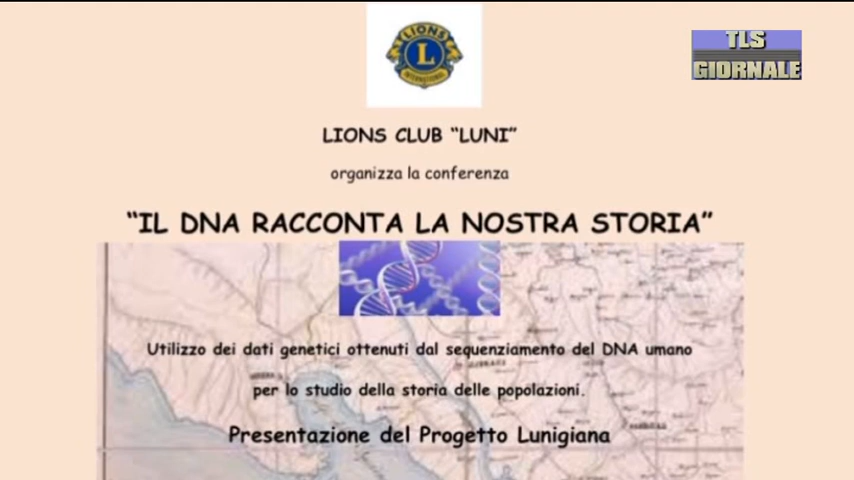 LIONS
L
INTERNATIONAL
TLS
GIORNALE
LIONS CLUB “LUNI”
organizza la conferenza
“IL DNA RACCONTA LA NOSTRA STORIA”
Utilizzo dei dati genetici ottenuti dal sequenziamento del DNA umano
per lo studio della storia delle popolazioni.
Presentazione del Progetto Lunigiana